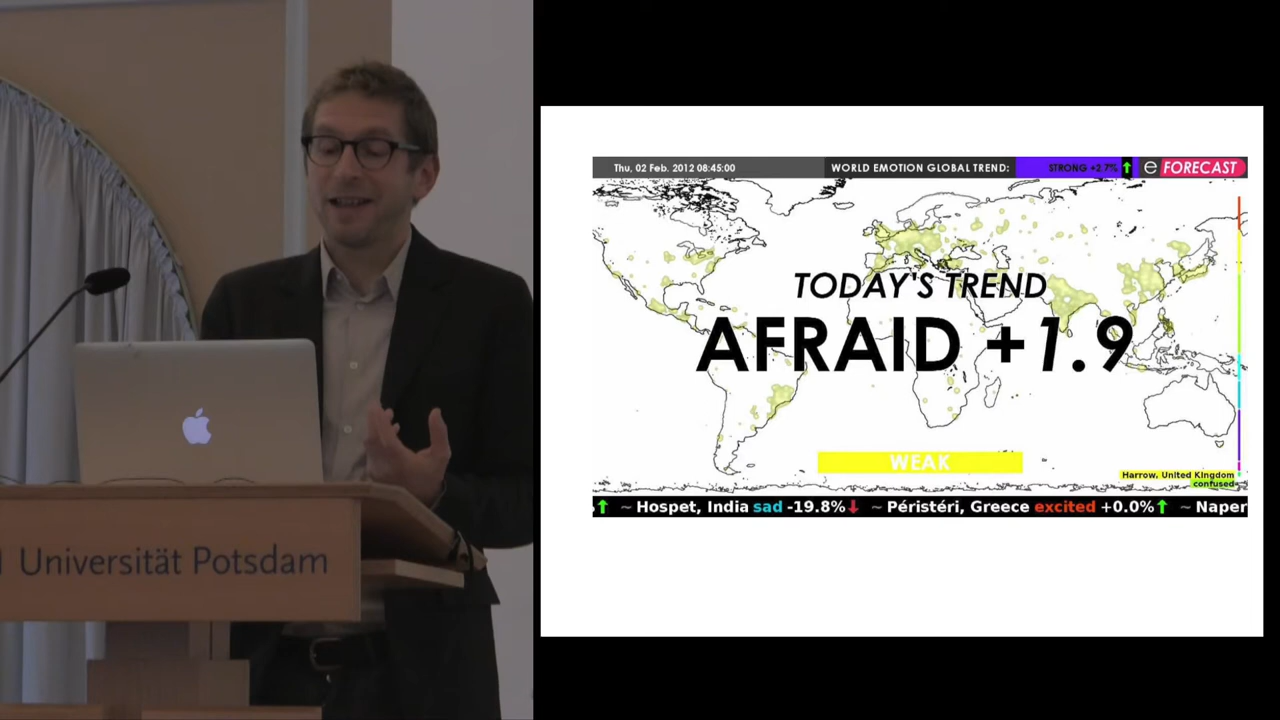 Universität Potsdam
Thu, 02 Feb. 2012 08:45:00
WORLD EMOTION GLOBAL TREND:
STRONG +2.7%
e FORECAST
TODAY'S TREND
AFRAID +1.9
WEAK
Harrow, United Kingdom
confused
~Hospet, India sad -19.8% ~Péristéri, Greece excited +0.0% ~Naper